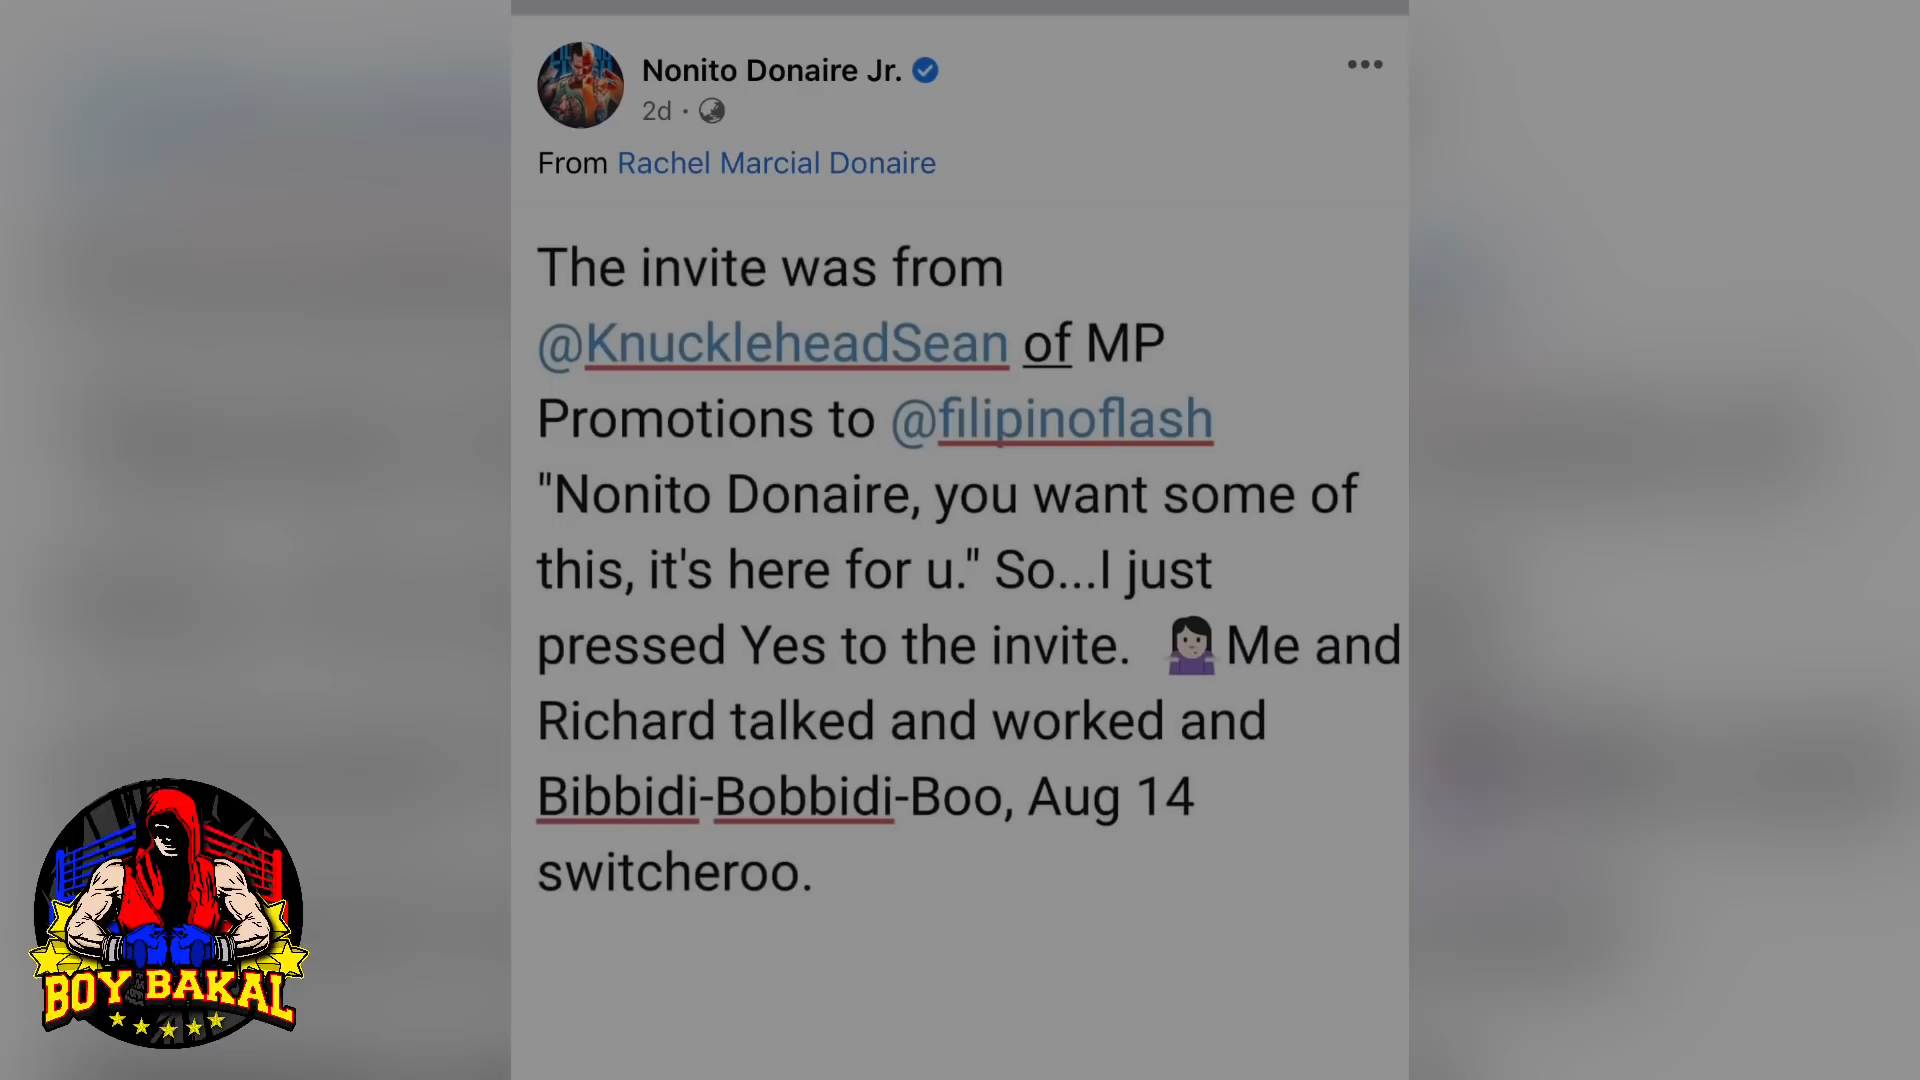 Nonito Donaire Jr.
2d ·
From Rachel Marcial Donaire
The invite was from
@KnuckleheadSean of MP
Promotions to @filipinoflash
"Nonito Donaire, you want some of
this, it's here for u." So...I just
pressed Yes to the invite. 🤷🏻‍♀️Me and
Richard talked and worked and
Bibbidi-Bobbidi-Boo, Aug 14
switcheroo.
BOY BAKAL